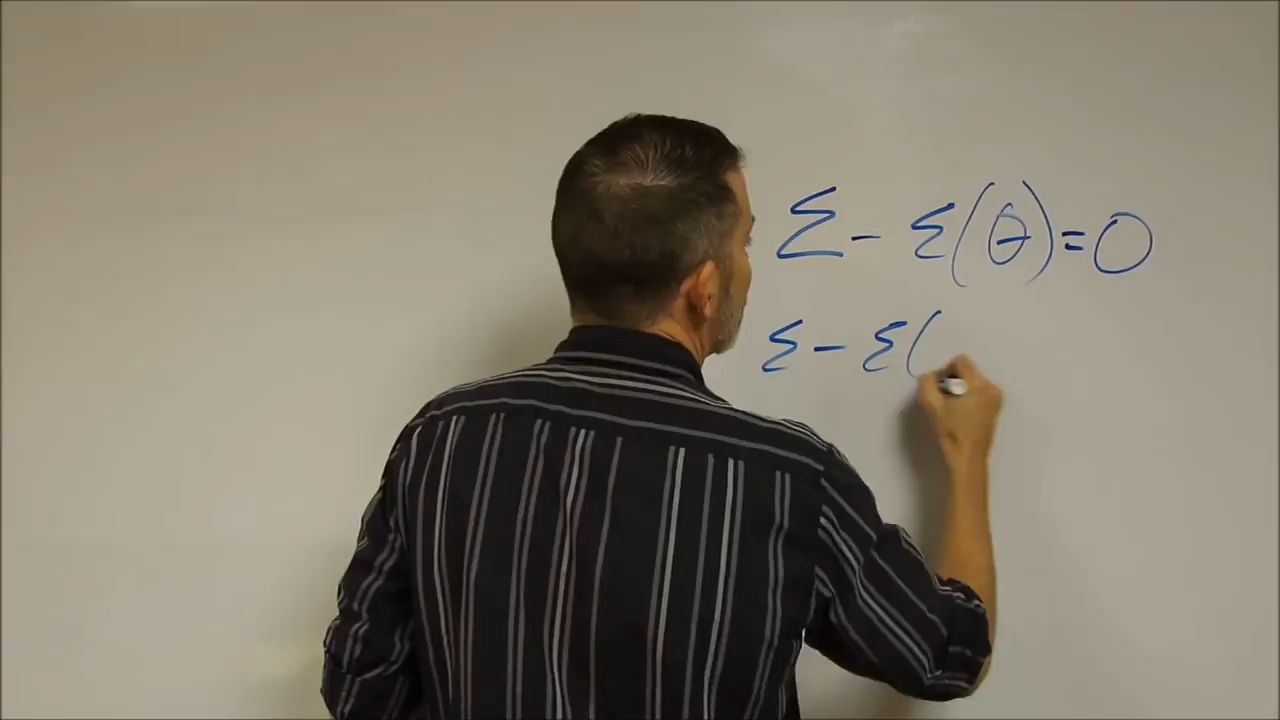 Σ - Σ(θ) = 0
Σ - Σ(